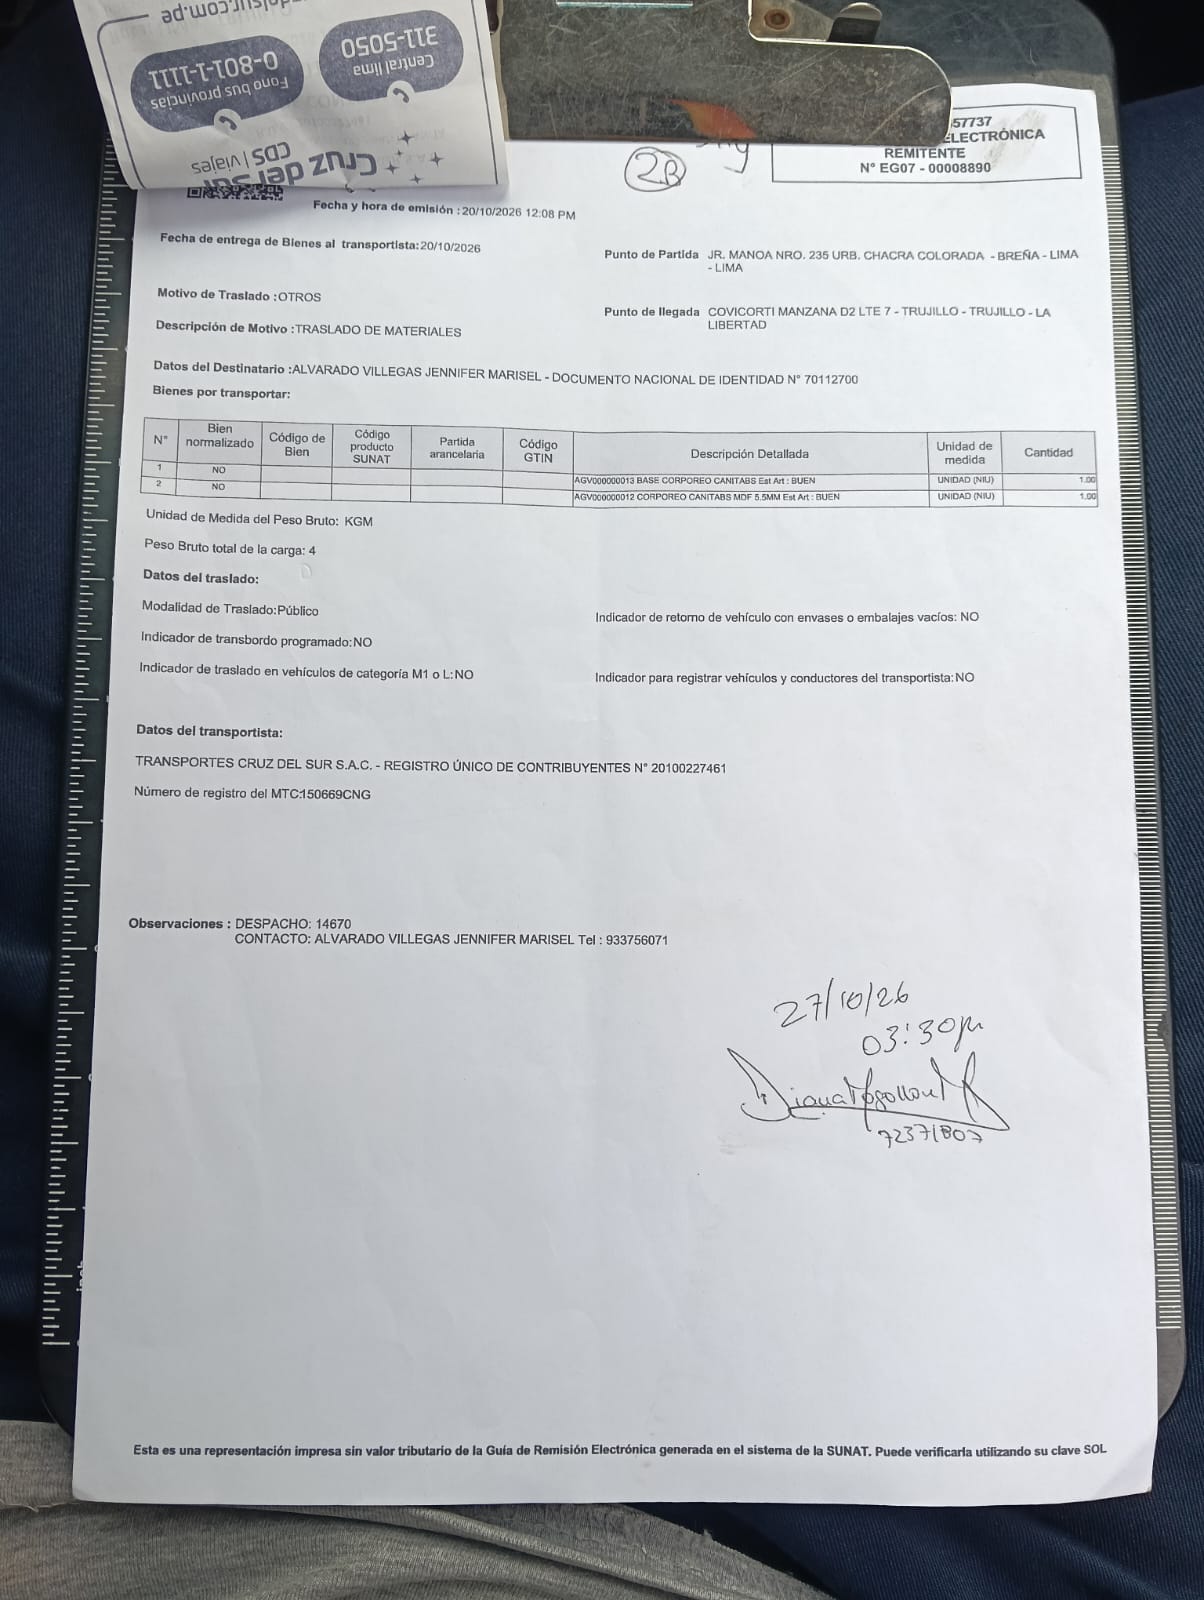 Cruz del Sur
CDS | viajes
Fono bus provincias
0-801-1-1111
Central lima
311-5050
57737
ELECTRÓNICA
REMITENTE
N° EG07 - 00008890
2B
Fecha y hora de emisión : 20/10/2026 12:08 PM
Fecha de entrega de Bienes al transportista: 20/10/2026
Punto de Partida JR. MANOA NRO. 235 URB. CHACRA COLORADA - BREÑA - LIMA
- LIMA
Motivo de Traslado : OTROS
Punto de llegada COVICORTI MANZANA D2 LTE 7 - TRUJILLO - TRUJILLO - LA
LIBERTAD
Descripción de Motivo : TRASLADO DE MATERIALES
Datos del Destinatario : ALVARADO VILLEGAS JENNIFER MARISEL - DOCUMENTO NACIONAL DE IDENTIDAD N° 70112700
Bienes por transportar:
N° Bien normalizado Código de Bien Código producto SUNAT Partida arancelaria Código GTIN Descripción Detallada Unidad de medida Cantidad
1 NO AGV000000013 BASE CORPOREO CANITABS Est Art : BUEN UNIDAD (NIU) 1.00
2 NO AGV000000012 CORPOREO CANITABS MDF 5.5MM Est Art : BUEN UNIDAD (NIU) 1.00
Unidad de Medida del Peso Bruto: KGM
Peso Bruto total de la carga: 4
Datos del traslado:
Modalidad de Traslado:Público
Indicador de retorno de vehículo con envases o embalajes vacíos: NO
Indicador de transbordo programado:NO
Indicador de traslado en vehículos de categoría M1 o L:NO
Indicador para registrar vehículos y conductores del transportista: NO
Datos del transportista:
TRANSPORTES CRUZ DEL SUR S.A.C. - REGISTRO ÚNICO DE CONTRIBUYENTES N° 20100227461
Número de registro del MTC:150669CNG
Observaciones : DESPACHO: 14670
CONTACTO: ALVARADO VILLEGAS JENNIFER MARISEL Tel : 933756071
27/10/26
03:30pm
Diana Mogollon M
72371807
Esta es una representación impresa sin valor tributario de la Guía de Remisión Electrónica generada en el sistema de la SUNAT. Puede verificarla utilizando su clave SOL